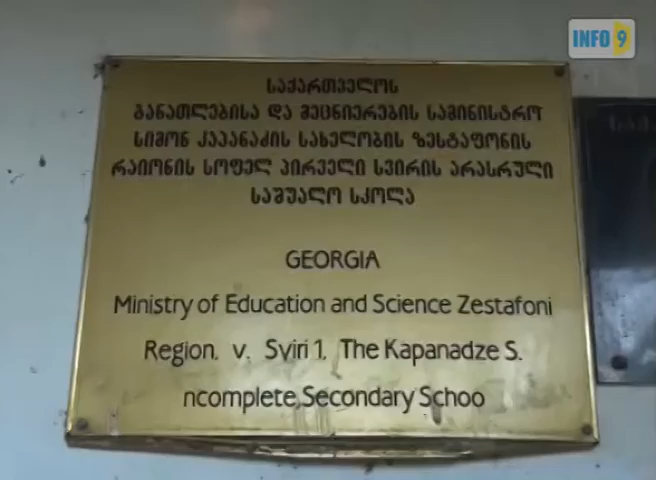 INFO 9
საქართველოს
განათლებისა და მეცნიერების სამინისტრო
სიმონ კაპანაძის სახელობის ზესტაფონის
რაიონის სოფელ პირველი სვირის არასრული
საშუალო სკოლა
GEORGIA
Ministry of Education and Science Zestafoni
Region. v. Sviri 1. The Kapanadze S.
ncomplete Secondary Schoo